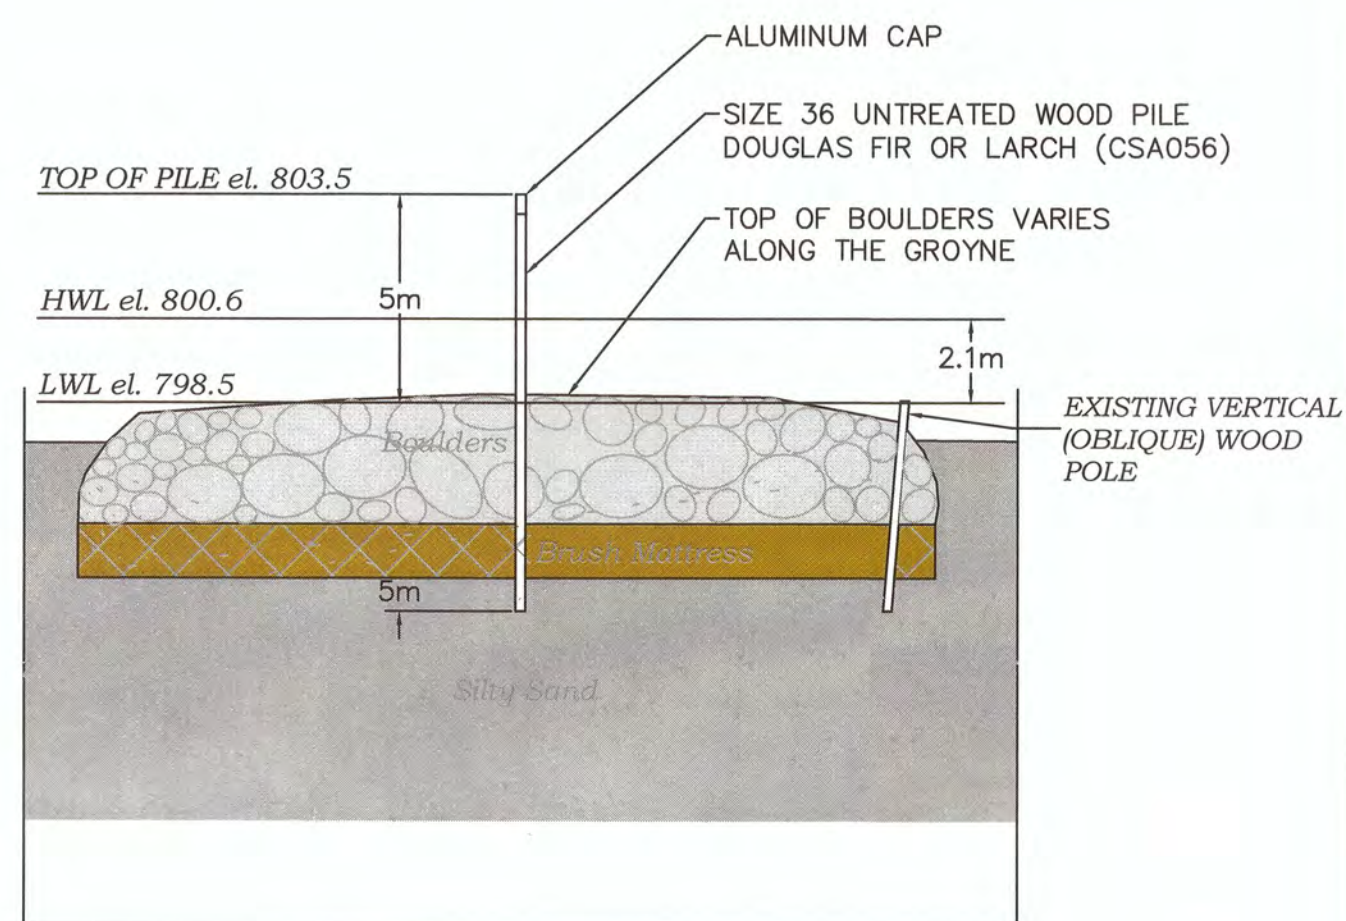 ALUMINUM CAP
SIZE 36 UNTREATED WOOD PILE
DOUGLAS FIR OR LARCH (CSA056)
TOP OF PILE el. 803.5
TOP OF BOULDERS VARIES
ALONG THE GROYNE
HWL el. 800.6
5m
2.1m
LWL el. 798.5
EXISTING VERTICAL
(OBLIQUE) WOOD
POLE
Boulders
Brush Mattress
5m
Silty Sand